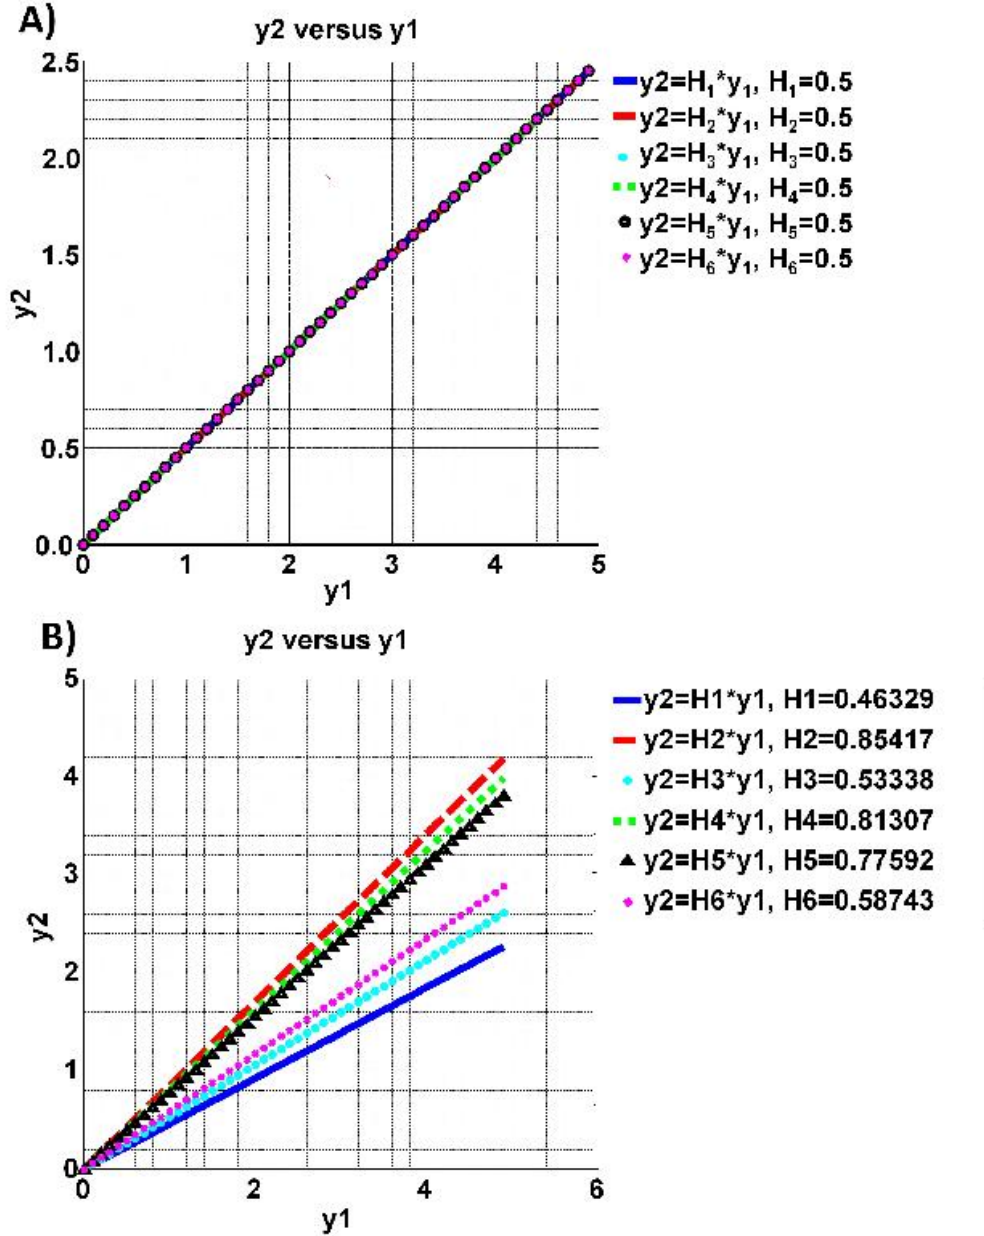 A)
y2 versus y1
2.5
2.0
1.5
1.0
0.5
0.0
y2
0 1 2 3 4 5
y1
y2=H₁*y₁, H₁=0.5
y2=H₂*y₁, H₂=0.5
y2=H₃*y₁, H₃=0.5
y2=H₄*y₁, H₄=0.5
y2=H₅*y₁, H₅=0.5
y2=H₆*y₁, H₆=0.5
B)
y2 versus y1
5
4
3
2
1
0
y2
0 2 4 6
y1
y2=H1*y1, H1=0.46329
y2=H2*y1, H2=0.85417
y2=H3*y1, H3=0.53338
y2=H4*y1, H4=0.81307
y2=H5*y1, H5=0.77592
y2=H6*y1, H6=0.58743